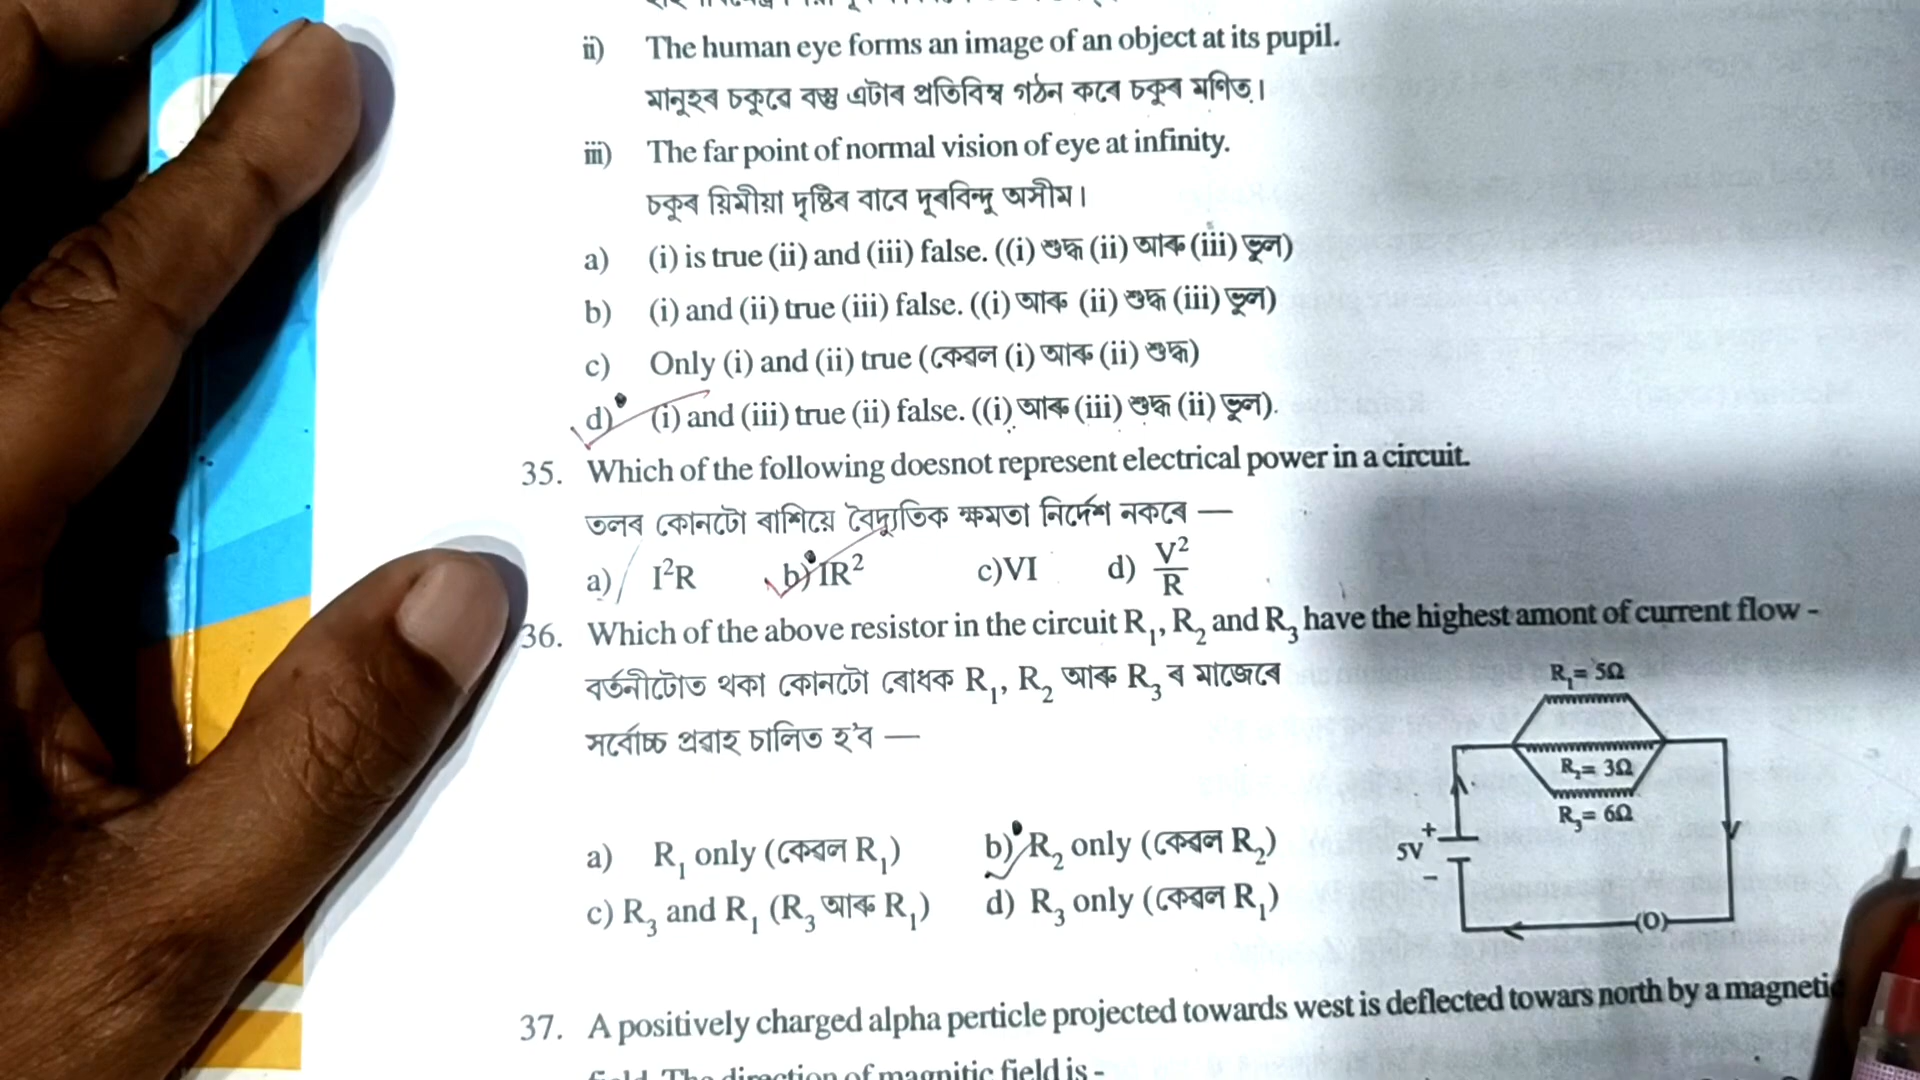 ii) The human eye forms an image of an object at its pupil.
মানুহৰ চকুৱে বস্তু এটাৰ প্ৰতিবিম্ব গঠন কৰে চকুৰ মণিত।
iii) The far point of normal vision of eye at infinity.
চকুৰ য়িমীয়া দৃষ্টিৰ বাবে দূৰবিন্দু অসীম।
a) (i) is true (ii) and (iii) false. ((i) শুদ্ধ (ii) আৰু (iii) ভুল)
b) (i) and (ii) true (iii) false. ((i) আৰু (ii) শুদ্ধ (iii) ভুল)
c) Only (i) and (ii) true (কেৱল (i) আৰু (ii) শুদ্ধ)
d) (i) and (iii) true (ii) false. ((i) আৰু (iii) শুদ্ধ (ii) ভুল).
35. Which of the following doesnot represent electrical power in a circuit.
তলৰ কোনটো ৰাশিয়ে বৈদ্যুতিক ক্ষমতা নিৰ্দেশ নকৰে —
a) I²R b) IR² c)VI d) V²/R
36. Which of the above resistor in the circuit R₁, R₂ and R₃ have the highest amont of current flow -
বৰ্তনীটোত থকা কোনটো ৰোধক R₁, R₂ আৰু R₃ ৰ মাজেৰে
সৰ্বোচ্চ প্ৰৱাহ চালিত হ'ব —
R₁= 5Ω
R₂= 3Ω
R₃= 6Ω
+
5V
−
(O)
a) R₁ only (কেৱল R₁) b) R₂ only (কেৱল R₂)
c) R₃ and R₁ (R₃ আৰু R₁) d) R₃ only (কেৱল R₁)
37. A positively charged alpha perticle projected towards west is deflected towars north by a magneti
field. The direction of magnitic field is -